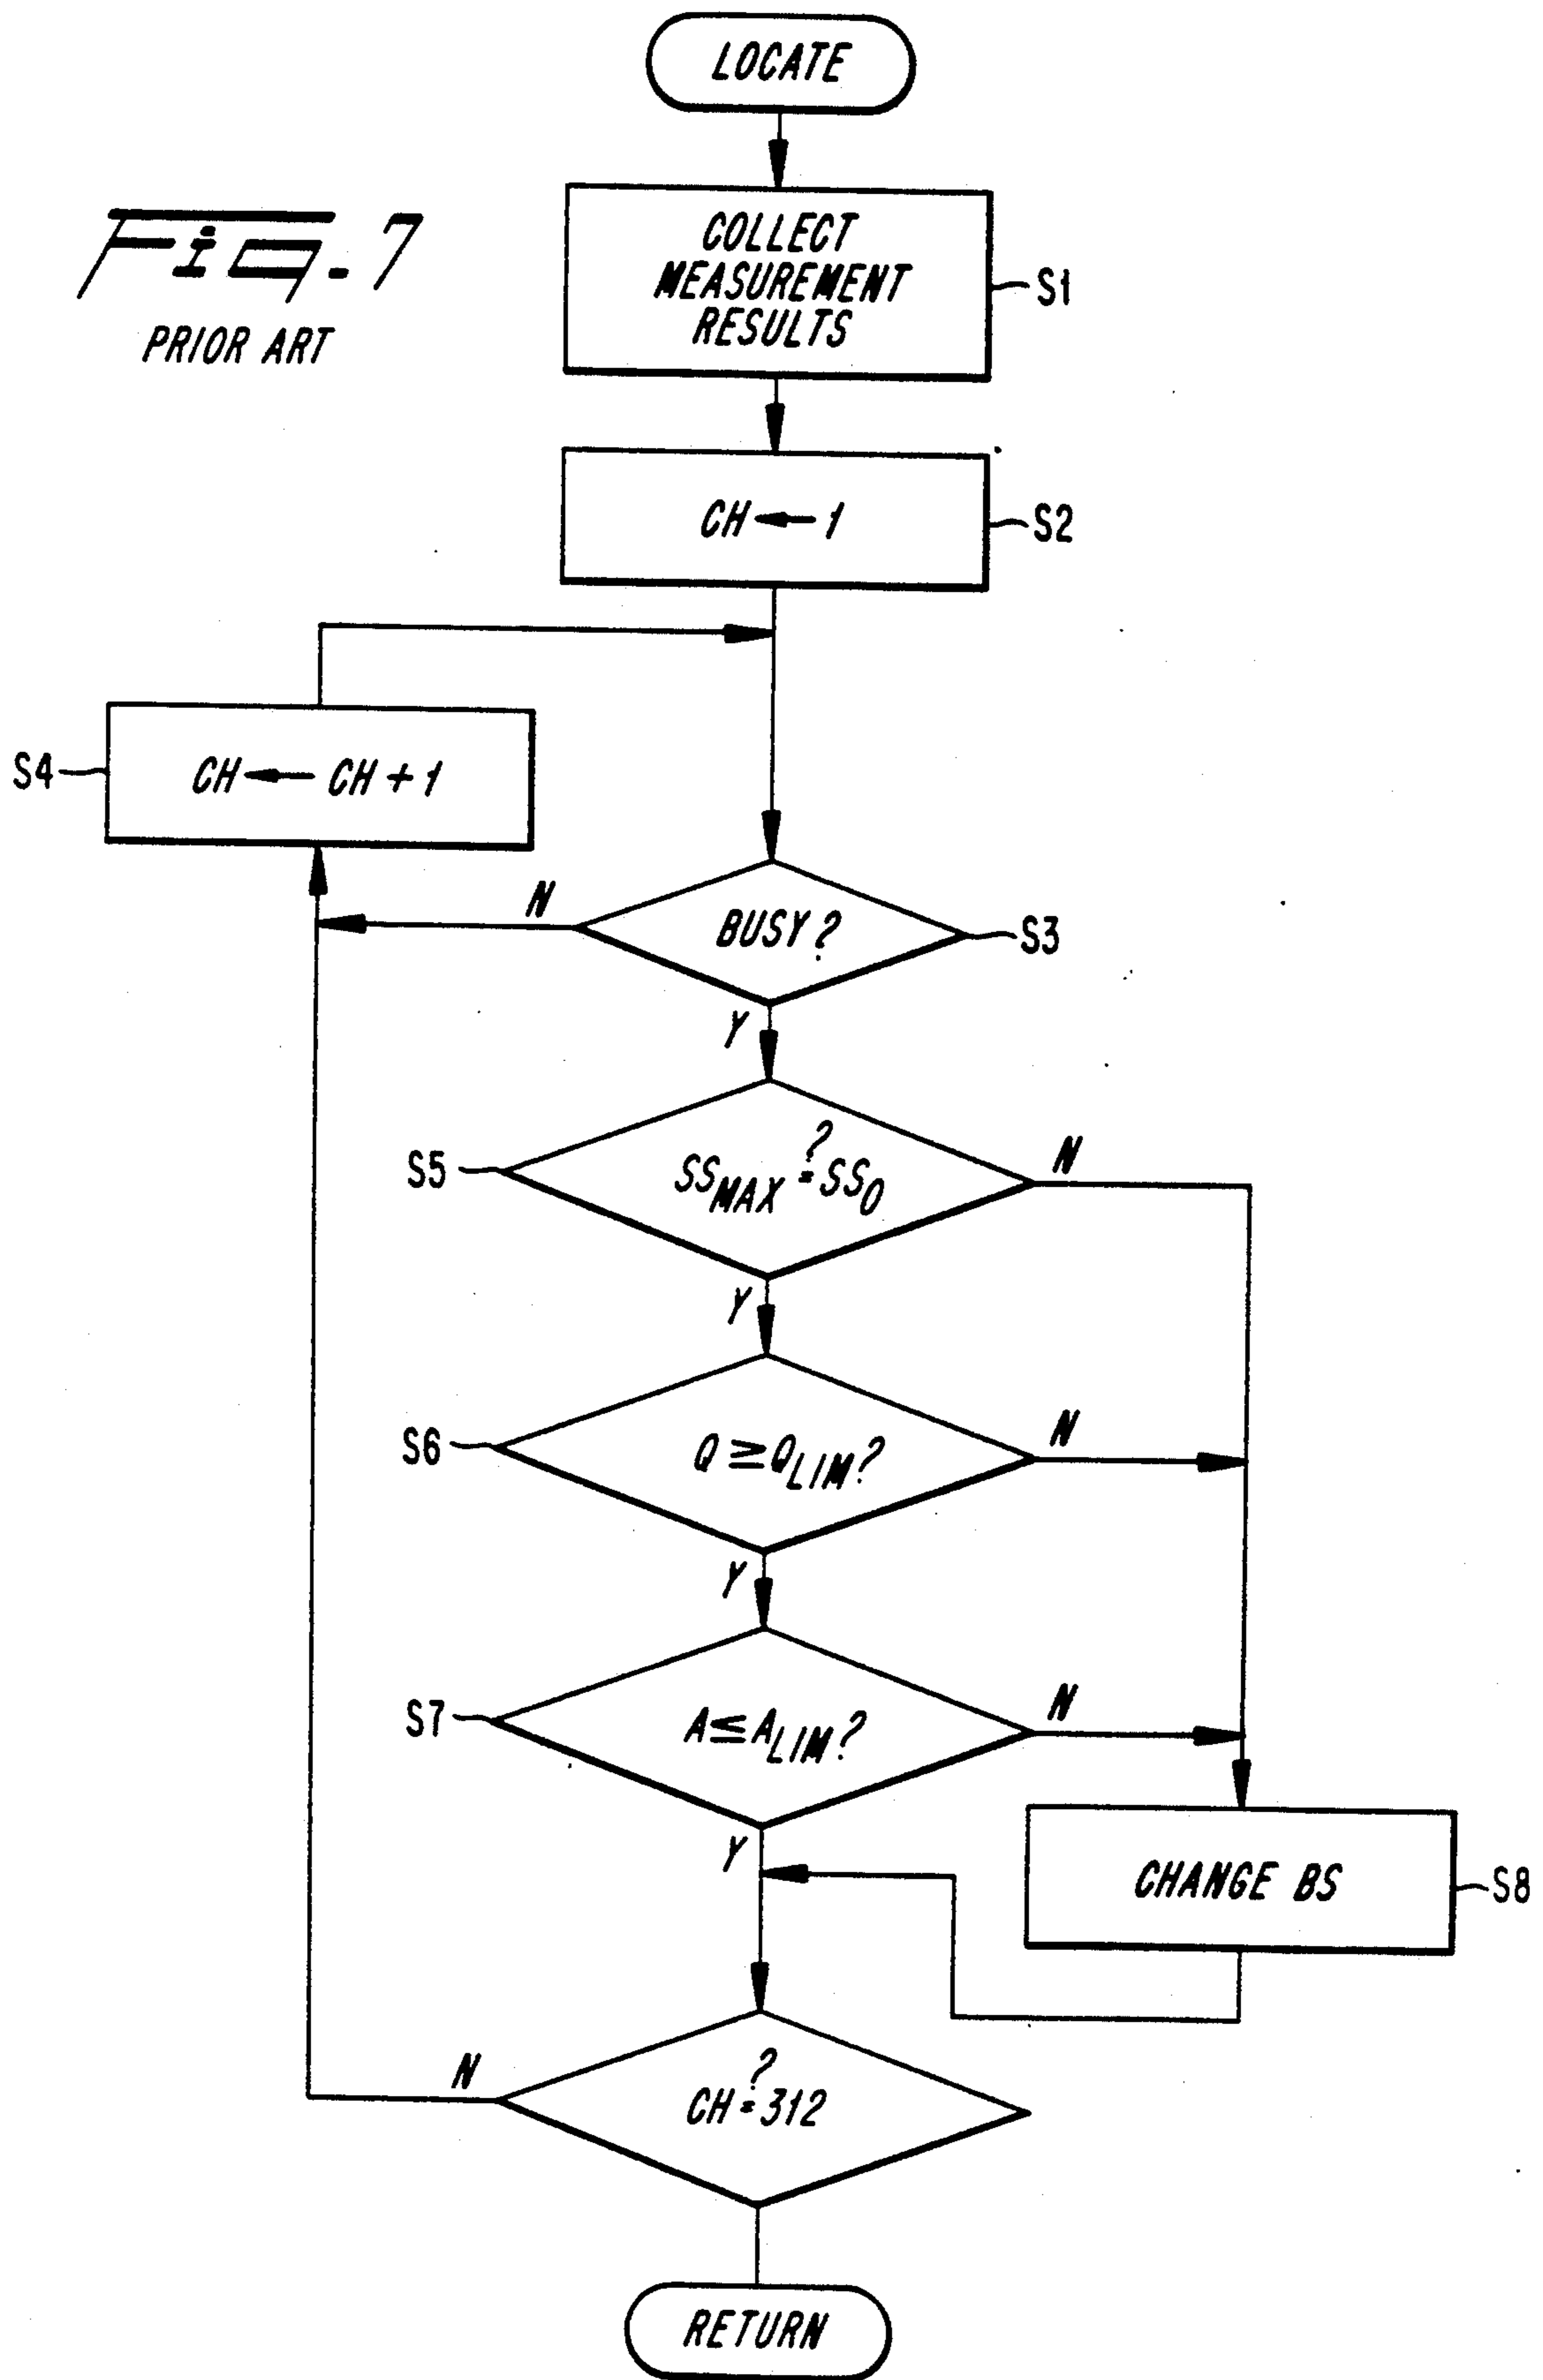 LOCATE
Fig. 7
PRIOR ART
COLLECT
MEASUREMENT
RESULTS
S1
CH ← 1
S2
S4
CH ← CH + 1
N
BUSY?
S3
Y
S5
SS_MAX =? SS_0
N
Y
S6
Q ≥ Q_LIM?
N
Y
S7
A ≤ A_LIM?
N
Y
CHANGE BS
S8
N
CH =? 312
RETURN